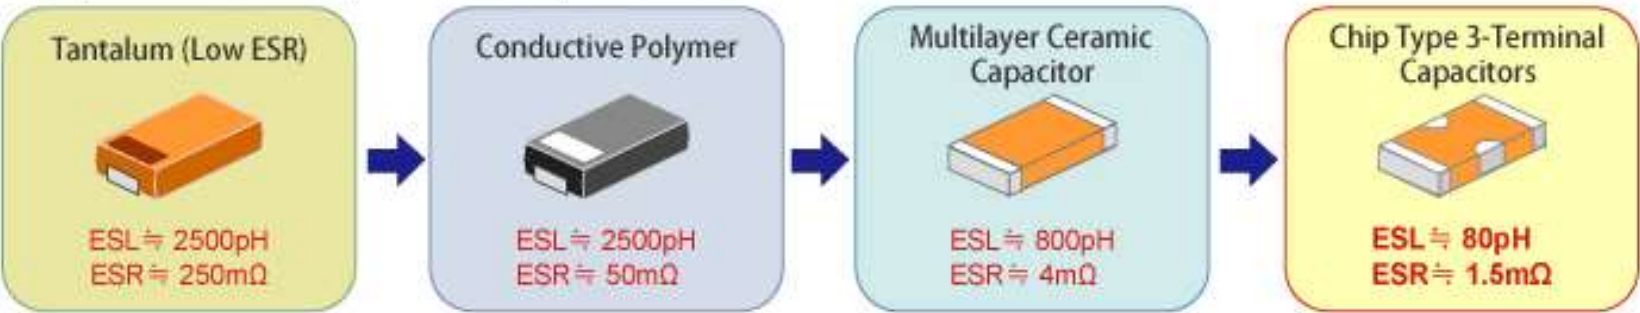 Tantalum (Low ESR)
ESL≒ 2500pH
ESR≒ 250mΩ
Conductive Polymer
ESL≒ 2500pH
ESR≒ 50mΩ
Multilayer Ceramic
Capacitor
ESL≒ 800pH
ESR≒ 4mΩ
Chip Type 3-Terminal
Capacitors
ESL≒ 80pH
ESR≒ 1.5mΩ